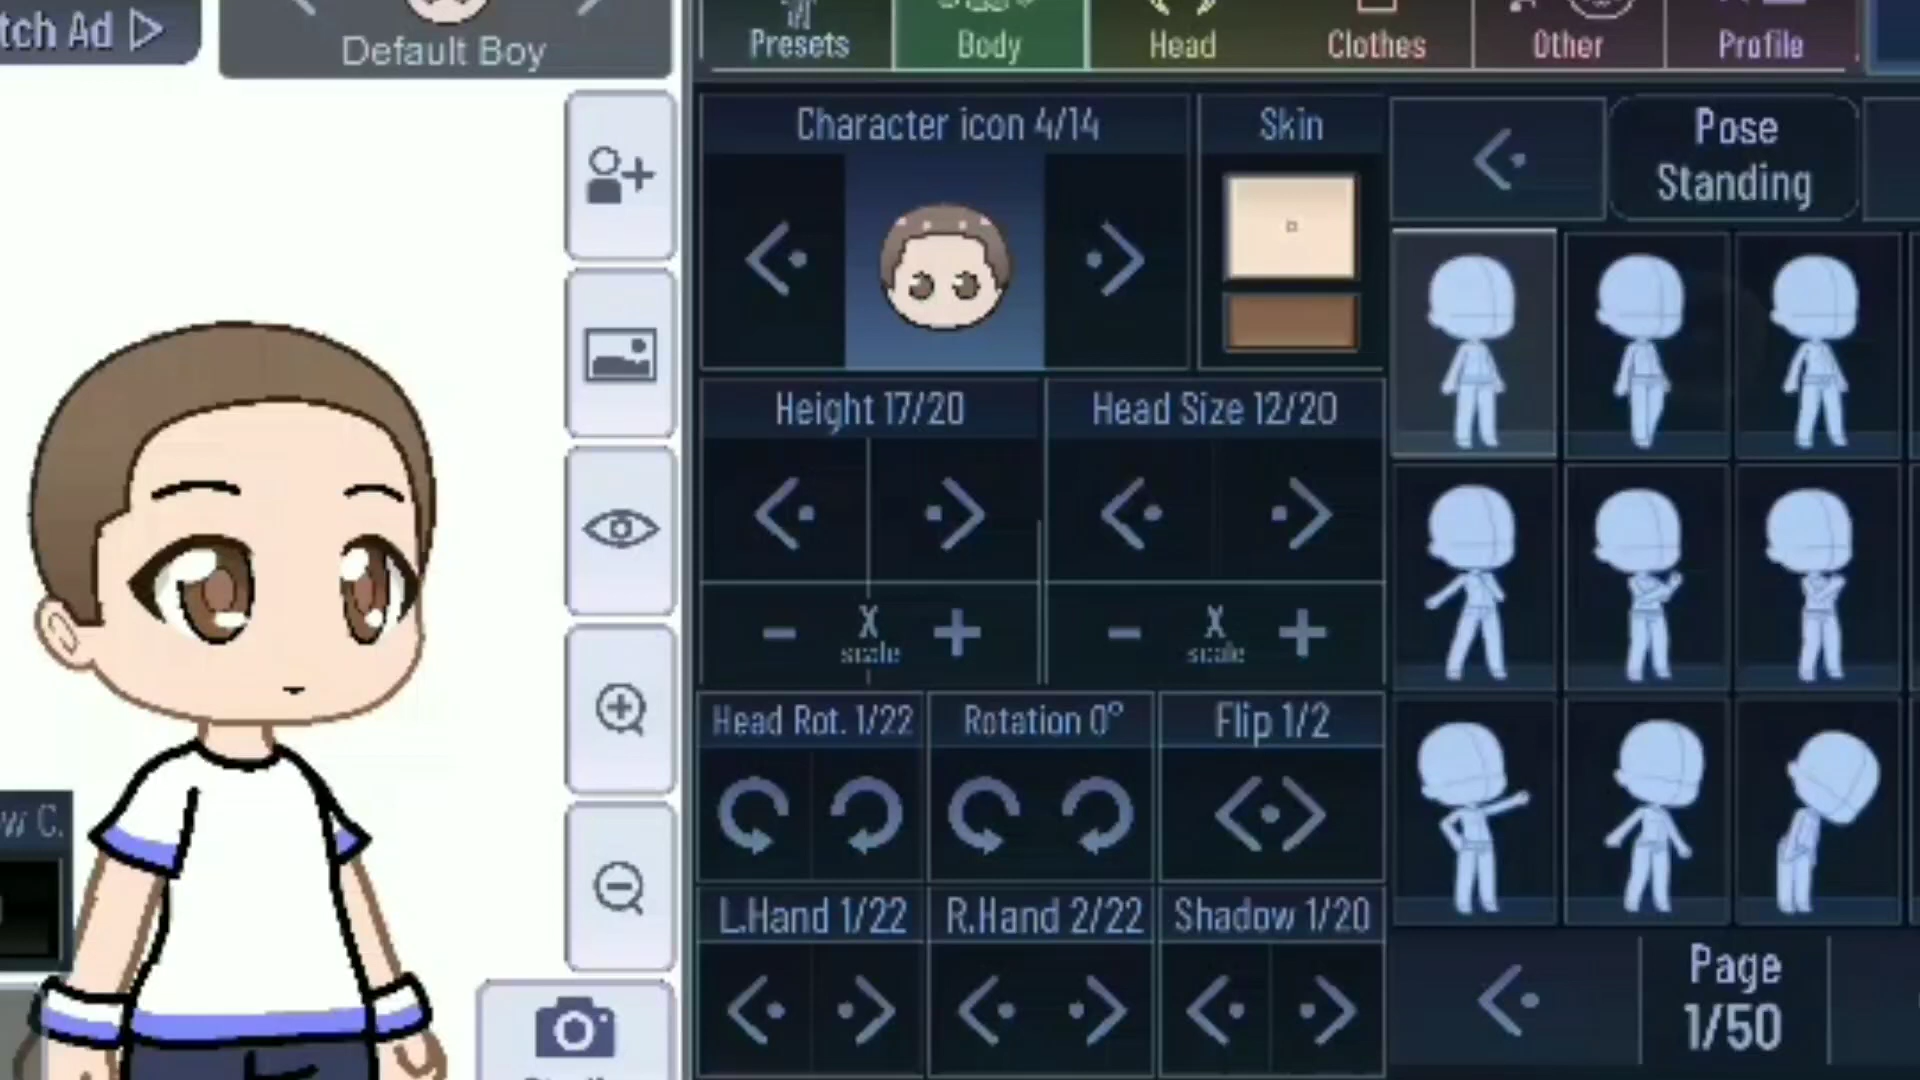 tch Ad
Default Boy
Presets
Body
Head
Clothes
Other
Profile
Character icon 4/14
Skin
Pose
Standing
Height 17/20
Head Size 12/20
X
scale
X
scale
Head Rot. 1/22
Rotation 0°
Flip 1/2
w C.
L.Hand 1/22
R.Hand 2/22
Shadow 1/20
Page
1/50